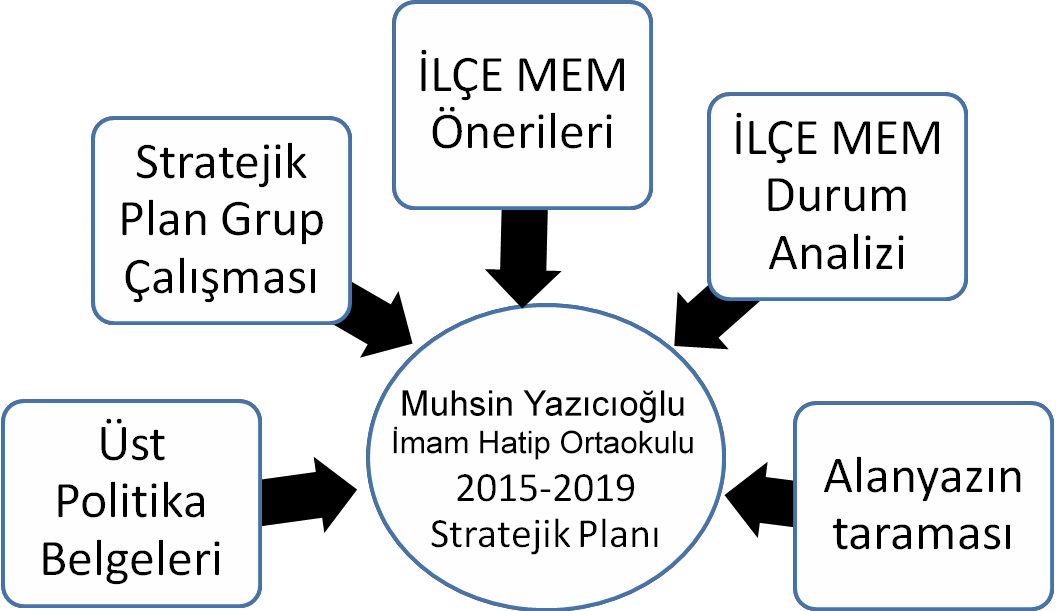 İLÇE MEM
Önerileri
Stratejik
Plan Grup
Çalışması
İLÇE MEM
Durum
Analizi
Üst
Politika
Belgeleri
Muhsin Yazıcıoğlu
İmam Hatip Ortaokulu
2015-2019
Stratejik Planı
Alanyazın
taraması